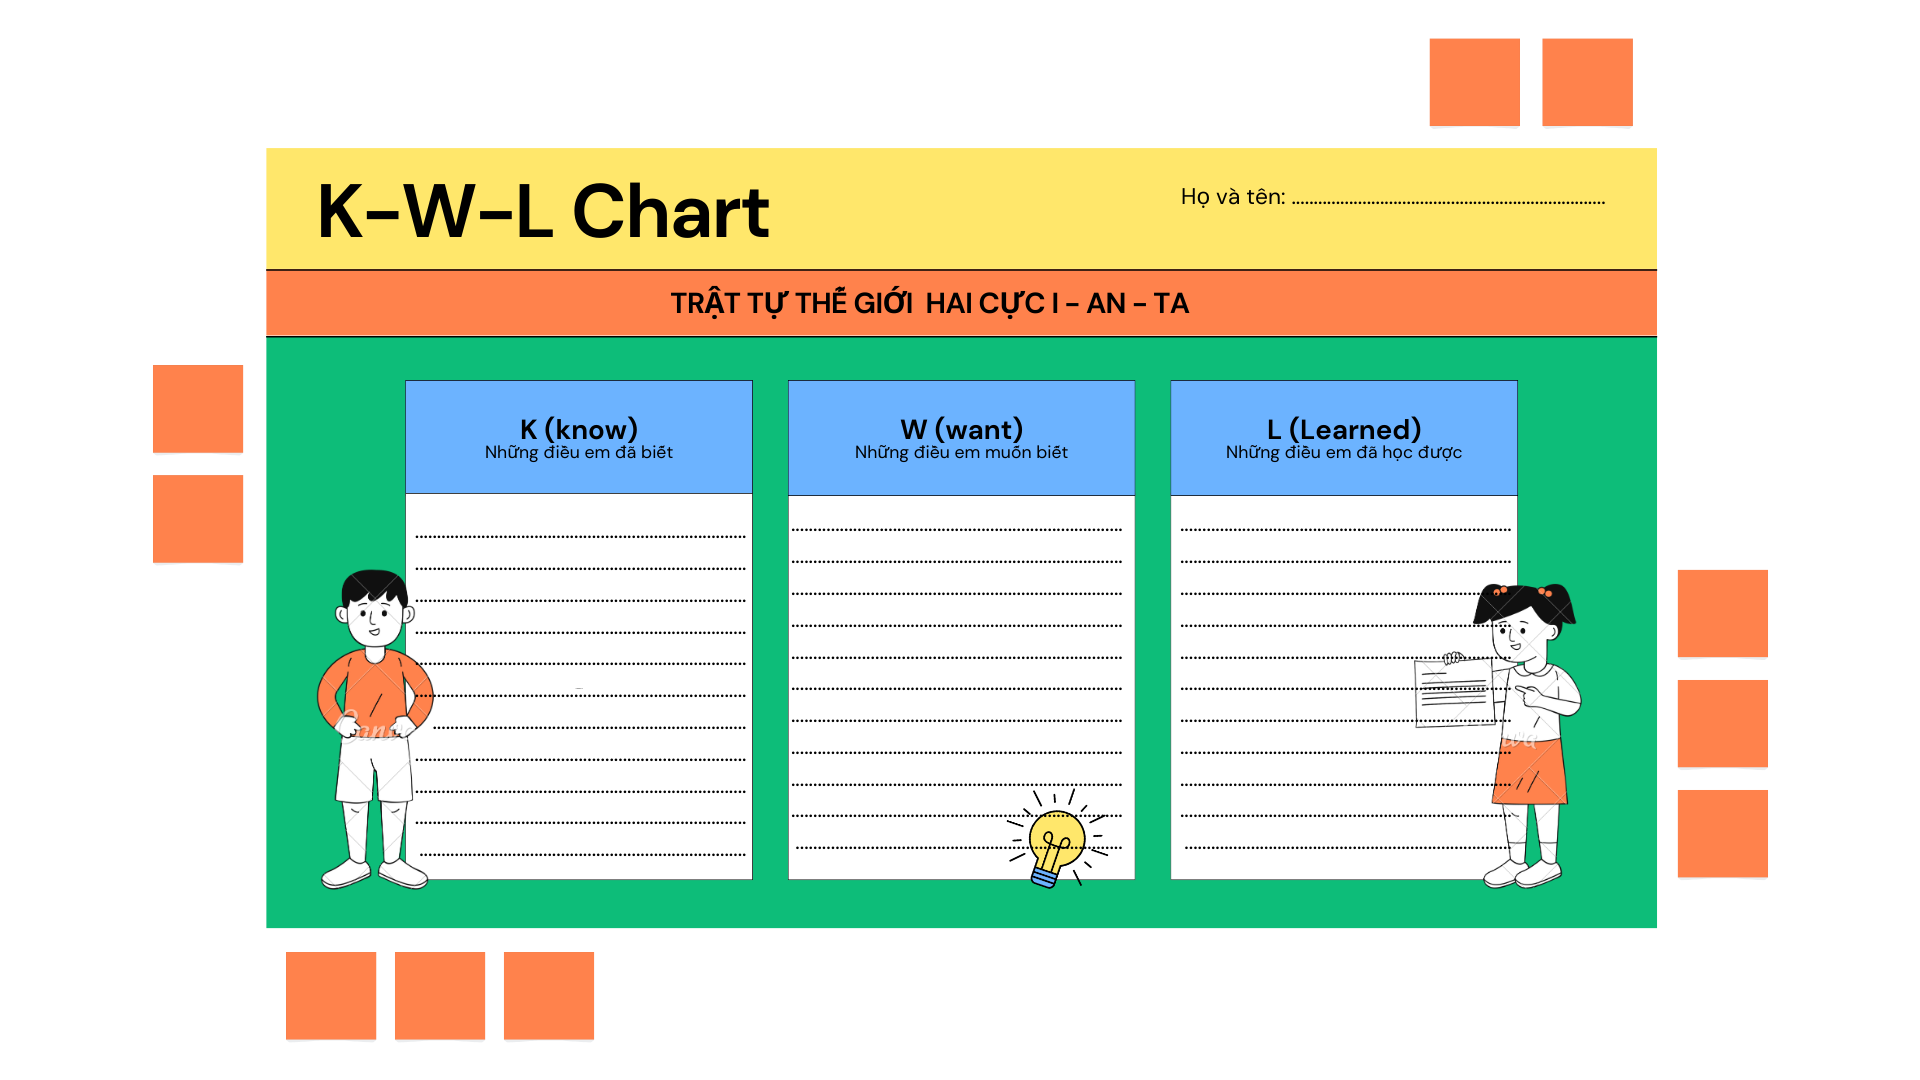 K-W-L Chart
Họ và tên: ........................................................................
TRẬT TỰ THẾ GIỚI HAI CỰC I - AN - TA
K (know)
Những điều em đã biết
W (want)
Những điều em muốn biết
L (Learned)
Những điều em đã học được